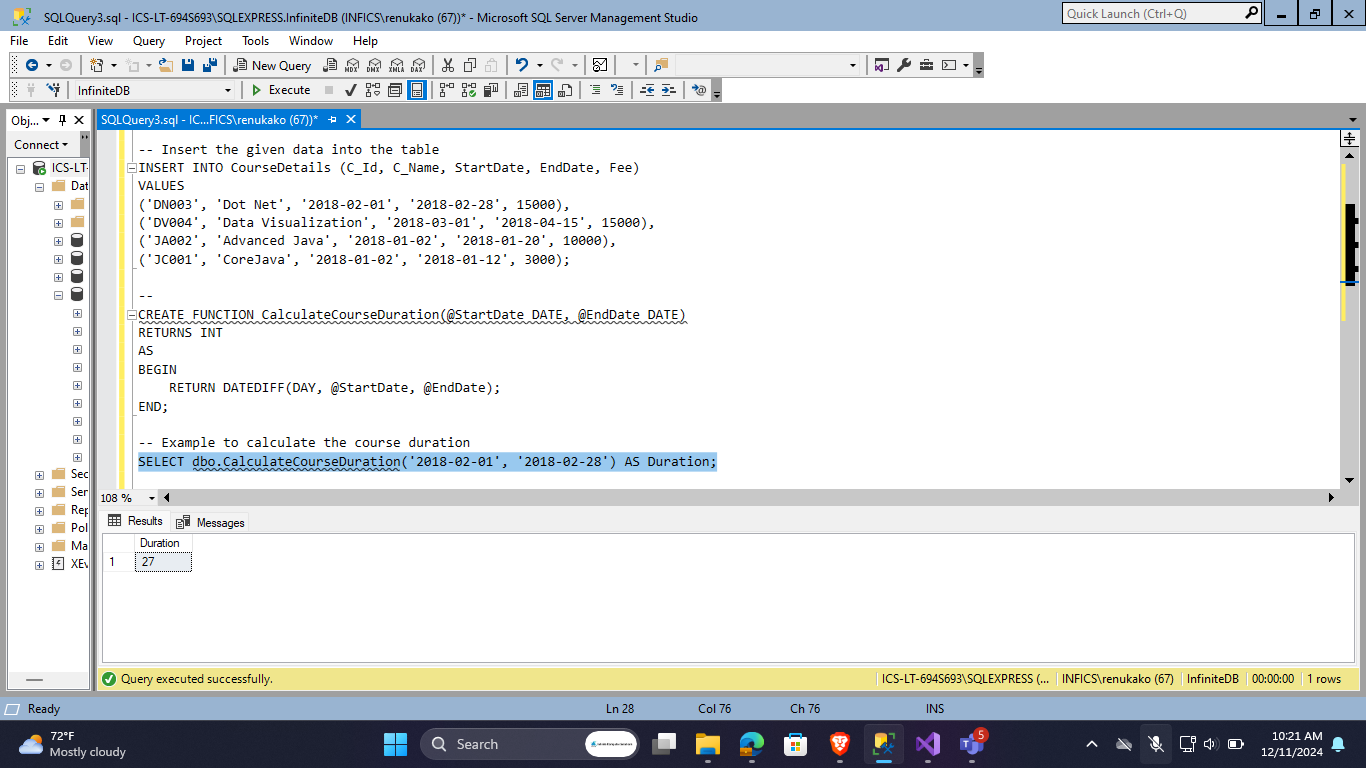 SQLQuery3.sql - ICS-LT-694S693\SQLEXPRESS.InfiniteDB (INFICS\renukako (67))* - Microsoft SQL Server Management Studio
Quick Launch (Ctrl+Q)
File Edit View Query Project Tools Window Help
New Query MDX DMX XMLA DAX
InfiniteDB Execute
Obj...
SQLQuery3.sql - IC...FICS\renukako (67))*
Connect
ICS-LT-
Dat
Sec
Ser
Rep
Pol
Ma
XEv
-- Insert the given data into the table
INSERT INTO CourseDetails (C_Id, C_Name, StartDate, EndDate, Fee)
VALUES
('DN003', 'Dot Net', '2018-02-01', '2018-02-28', 15000),
('DV004', 'Data Visualization', '2018-03-01', '2018-04-15', 15000),
('JA002', 'Advanced Java', '2018-01-02', '2018-01-20', 10000),
('JC001', 'CoreJava', '2018-01-02', '2018-01-12', 3000);
--
CREATE FUNCTION CalculateCourseDuration(@StartDate DATE, @EndDate DATE)
RETURNS INT
AS
BEGIN
RETURN DATEDIFF(DAY, @StartDate, @EndDate);
END;
-- Example to calculate the course duration
SELECT dbo.CalculateCourseDuration('2018-02-01', '2018-02-28') AS Duration;
108 %
Results Messages
Duration
1 27
Query executed successfully.
ICS-LT-694S693\SQLEXPRESS (... INFICS\renukako (67) InfiniteDB 00:00:00 1 rows
Ready Ln 28 Col 76 Ch 76 INS
72°F
Mostly cloudy
Search
5
10:21 AM
12/11/2024